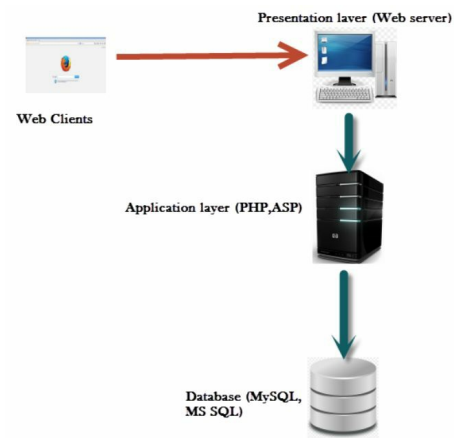 Presentation layer (Web server)
Web Clients
Application layer (PHP,ASP)
Database (MySQL,
MS SQL)